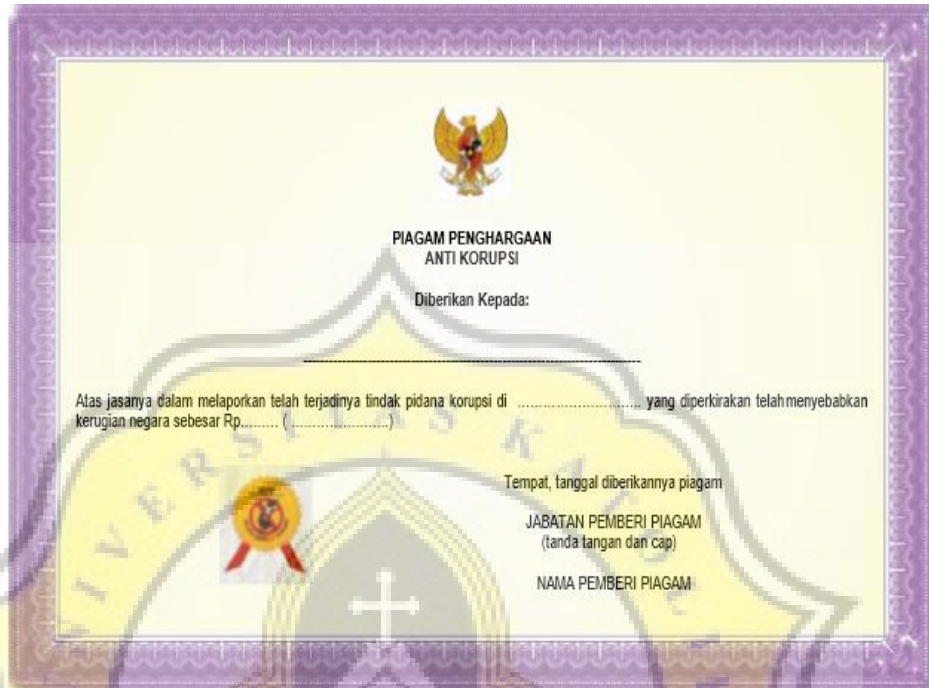 PIAGAM PENGHARGAAN
ANTI KORUPSI
Diberikan Kepada:
Atas jasanya dalam melaporkan telah terjadinya tindak pidana korupsi di ............................. yang diperkirakan telah menyebabkan
kerugian negara sebesar Rp......... ( .......................)
Tempat, tanggal diberikannya piagam
JABATAN PEMBERI PIAGAM
(tanda tangan dan cap)
NAMA PEMBERI PIAGAM